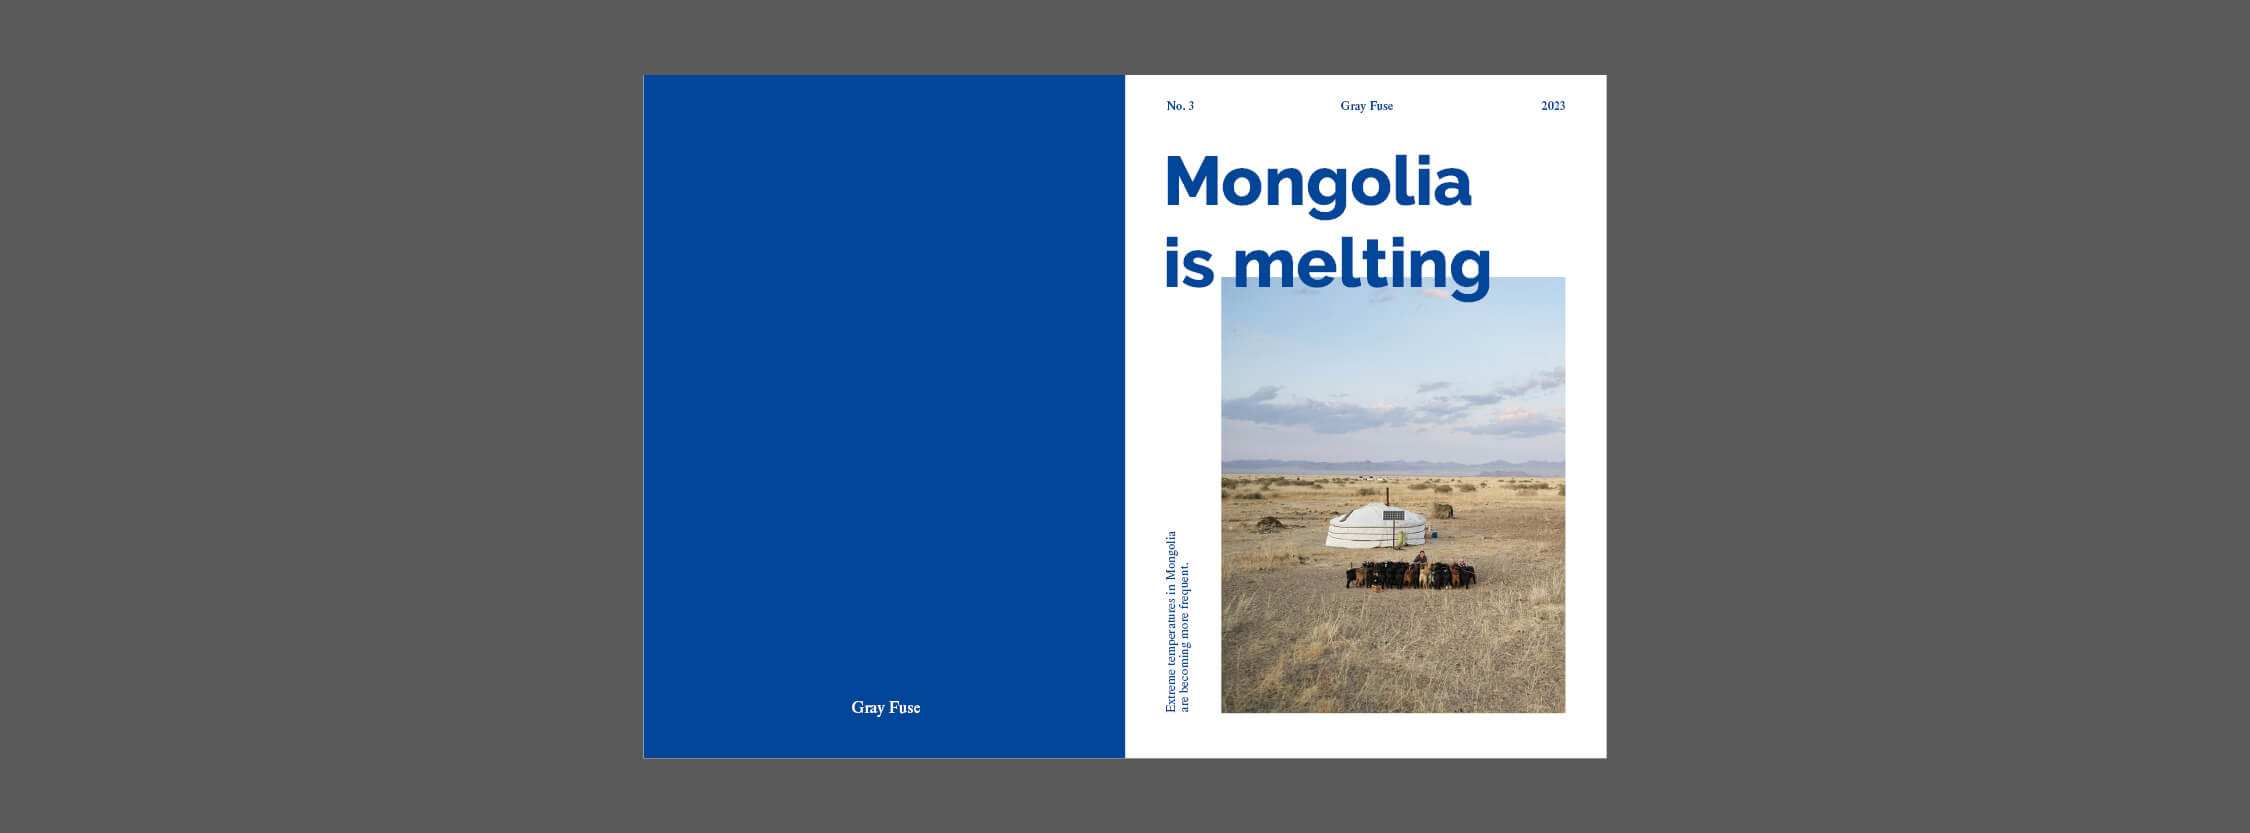 Gray Fuse
No. 3
Gray Fuse
2023
Mongolia
is melting
Extreme temperatures in Mongolia
are becoming more frequent.